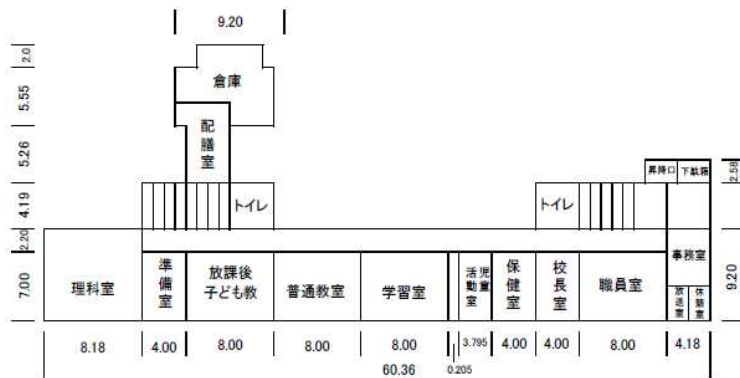 9.20
2.0
倉庫
5.55
配膳室
5.26
昇降口 下駄箱
2.58
4.19
トイレ
トイレ
2.20
事務室
9.20
7.00
理科室
準備室
放課後
子ども教
普通教室
学習室
児童
活動室
保健室
校長室
職員室
放送室
休憩室
8.18 4.00 8.00 8.00 8.00 3.795 4.00 4.00 8.00 4.18
60.36 0.205